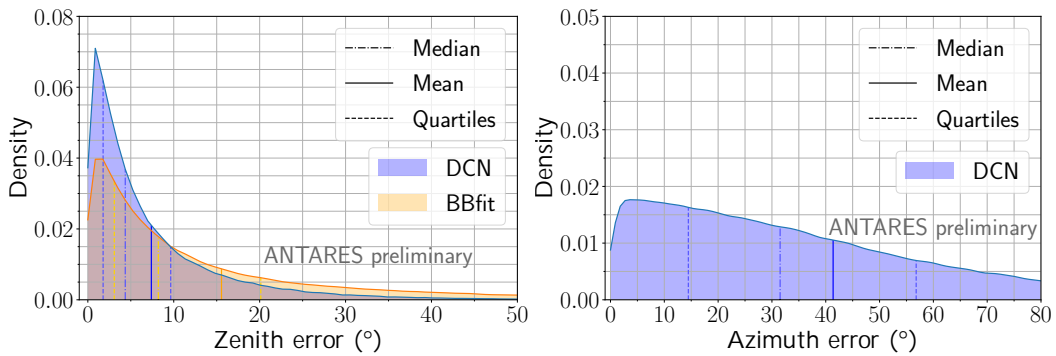 0.08
0.06
0.04
0.02
0.00
Density
Median
Mean
Quartiles
DCN
BBfit
ANTARES preliminary
0 10 20 30 40 50
Zenith error (°)
0.05
0.04
0.03
0.02
0.01
0.00
Density
Median
Mean
Quartiles
DCN
ANTARES preliminary
0 10 20 30 40 50 60 70 80
Azimuth error (°)